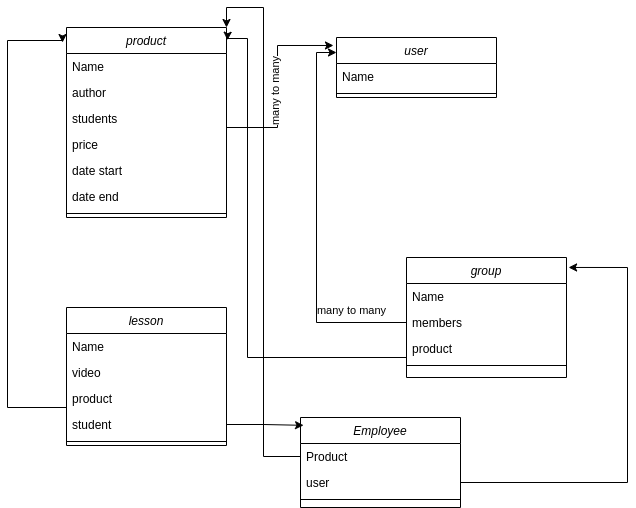 product
Name
author
students
price
date start
date end
many to many
user
Name
group
Name
members
product
many to many
lesson
Name
video
product
student
Employee
Product
user